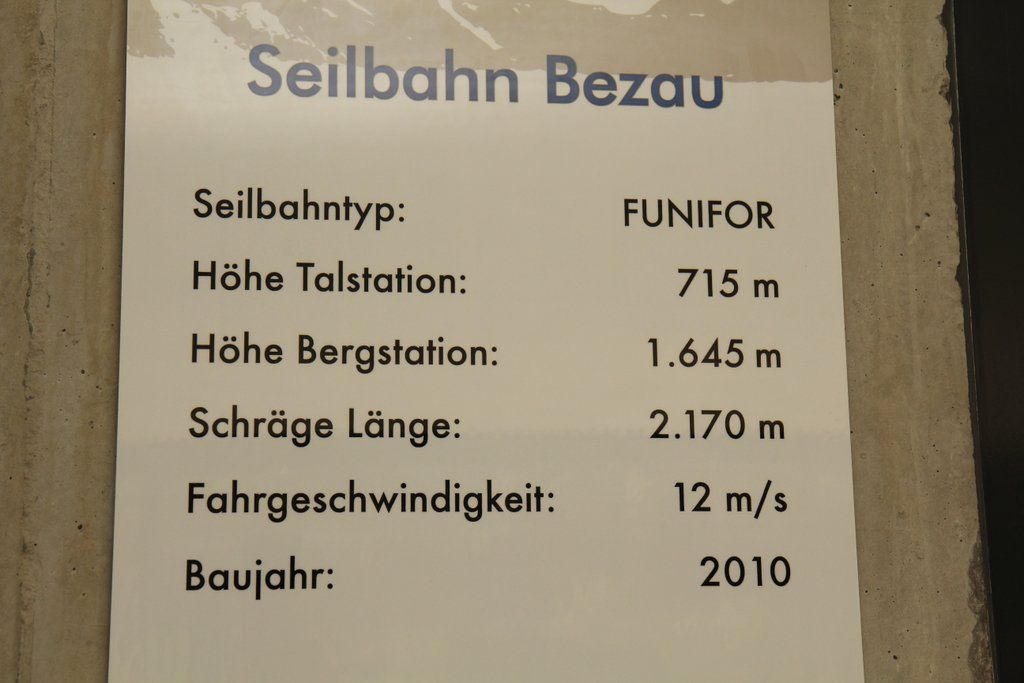 Seilbahn Bezau
Seilbahntyp: FUNIFOR
Höhe Talstation: 715 m
Höhe Bergstation: 1.645 m
Schräge Länge: 2.170 m
Fahrgeschwindigkeit: 12 m/s
Baujahr: 2010